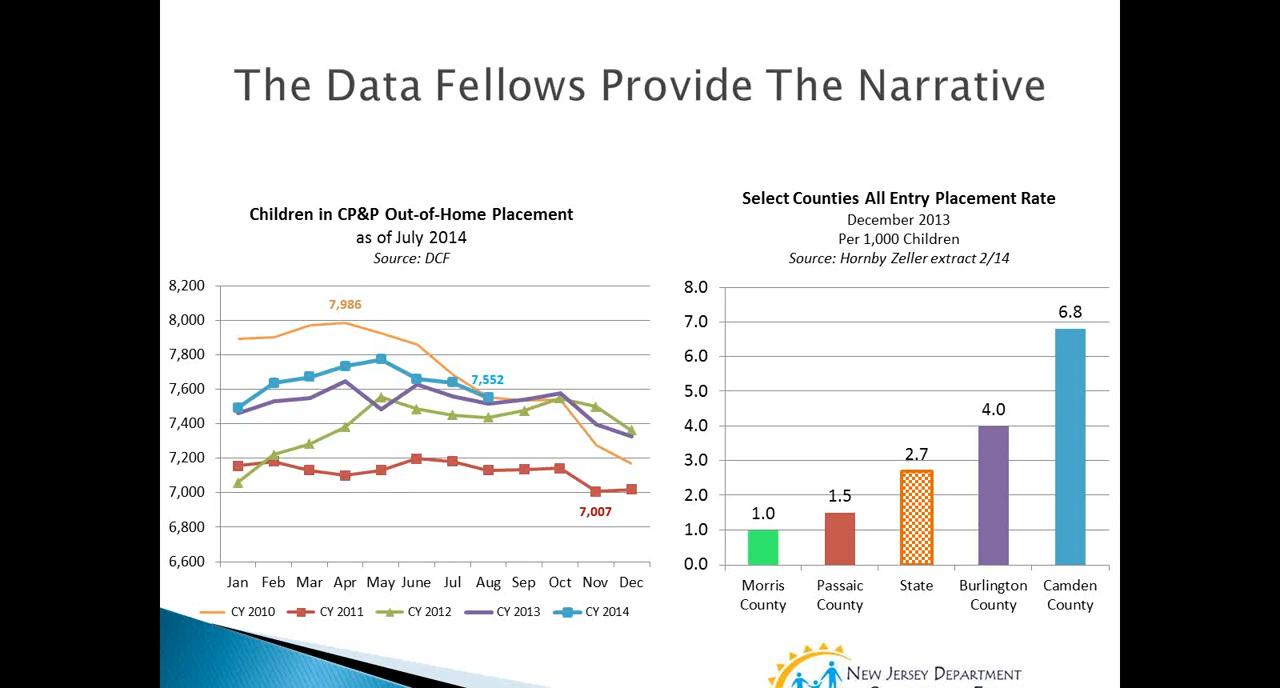 The Data Fellows Provide The Narrative
Children in CP&P Out-of-Home Placement
as of July 2014
Source: DCF
8,200
8,000
7,800
7,600
7,400
7,200
7,000
6,800
6,600
7,986
7,552
7,007
Jan Feb Mar Apr May June Jul Aug Sep Oct Nov Dec
CY 2010 CY 2011 CY 2012 CY 2013 CY 2014
Select Counties All Entry Placement Rate
December 2013
Per 1,000 Children
Source: Hornby Zeller extract 2/14
8.0
7.0
6.0
5.0
4.0
3.0
2.0
1.0
0.0
1.0
1.5
2.7
4.0
6.8
Morris County
Passaic County
State
Burlington County
Camden County
New Jersey Department